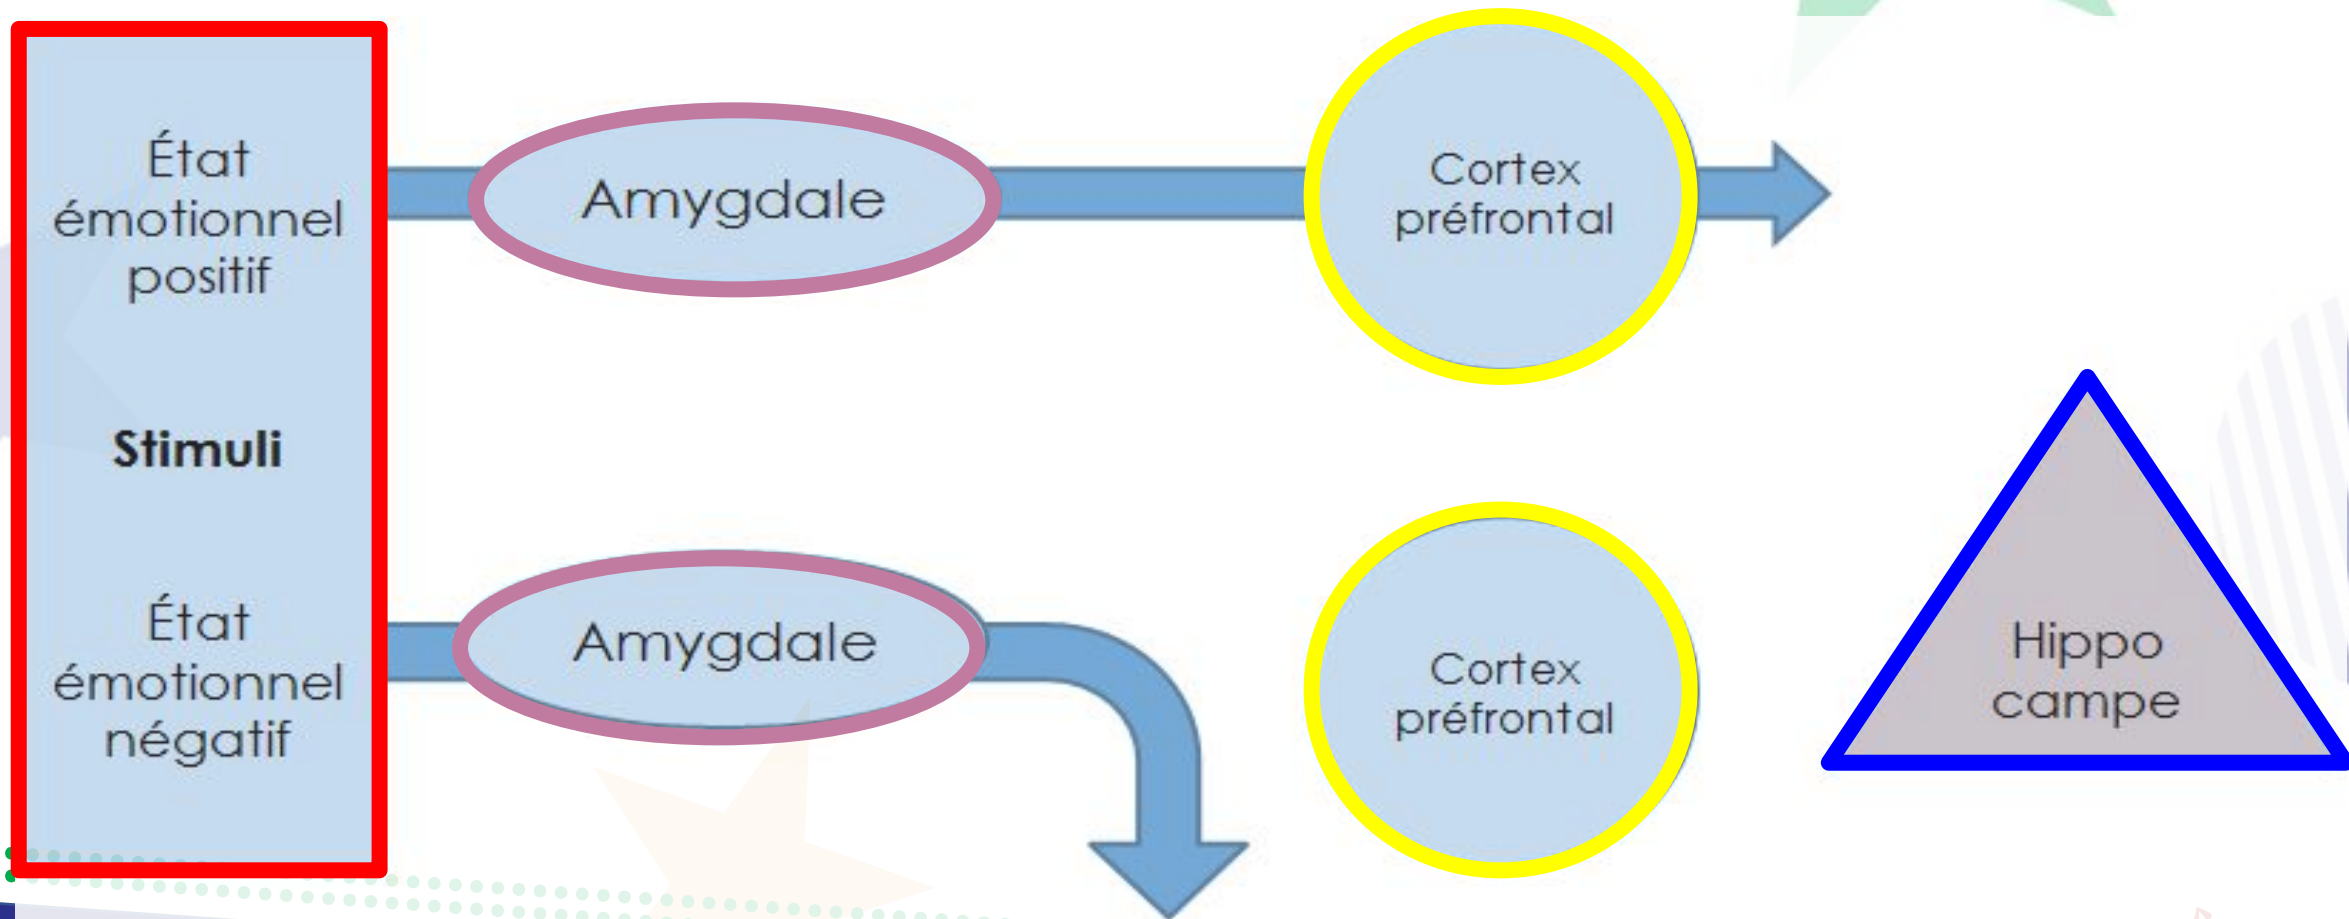 État
émotionnel
positif
Stimuli
État
émotionnel
négatif
Amygdale
Cortex
préfrontal
Amygdale
Cortex
préfrontal
Hippo
campe